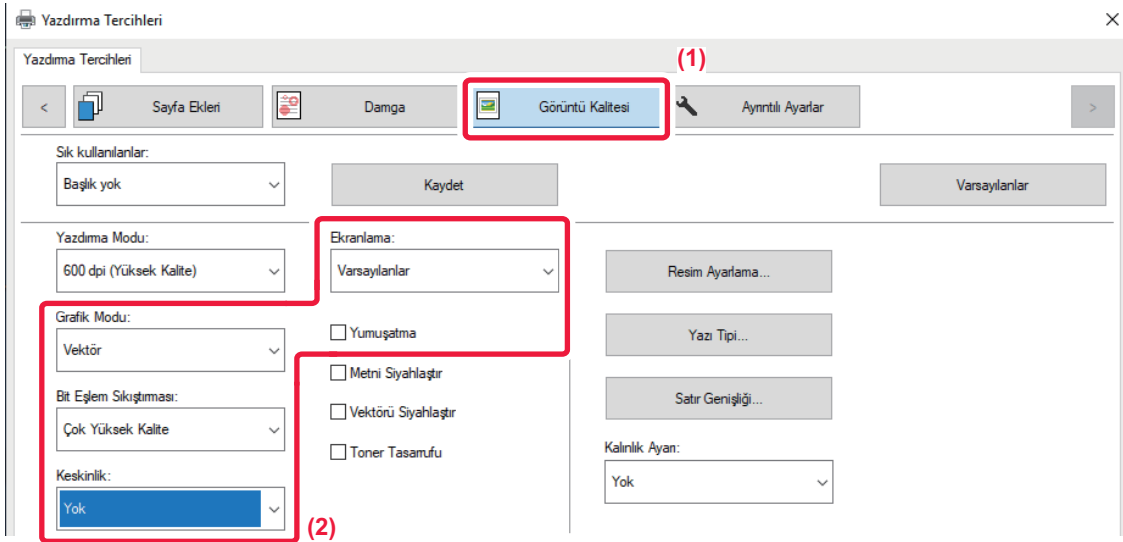 Yazdırma Tercihleri
Yazdırma Tercihleri
(1)
< Sayfa Ekleri Damga Görüntü Kalitesi Ayrıntılı Ayarlar >
Sık kullanılanlar:
Başlık yok Kaydet Varsayılanlar
Yazdırma Modu: Ekranlama:
600 dpi (Yüksek Kalite) Varsayılanlar Resim Ayarlama...
Grafik Modu:
Vektör Yumuşatma Yazı Tipi...
Metni Siyahlaştır
Bit Eşlem Sıkıştırması: Satır Genişliği...
Çok Yüksek Kalite Vektörü Siyahlaştır
Toner Tasarrufu Kalınlık Ayarı:
Keskinlik:
Yok Yok
(2)